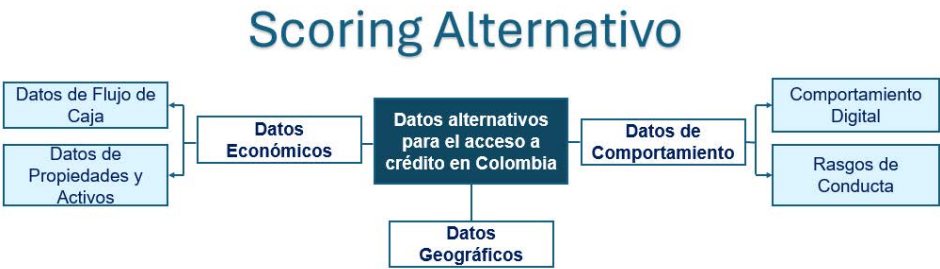 Scoring Alternativo
Datos de Flujo de
Caja
Datos de
Propiedades y
Activos
Datos
Económicos
Datos alternativos
para el acceso a
crédito en Colombia
Datos de
Comportamiento
Comportamiento
Digital
Rasgos de
Conducta
Datos
Geográficos